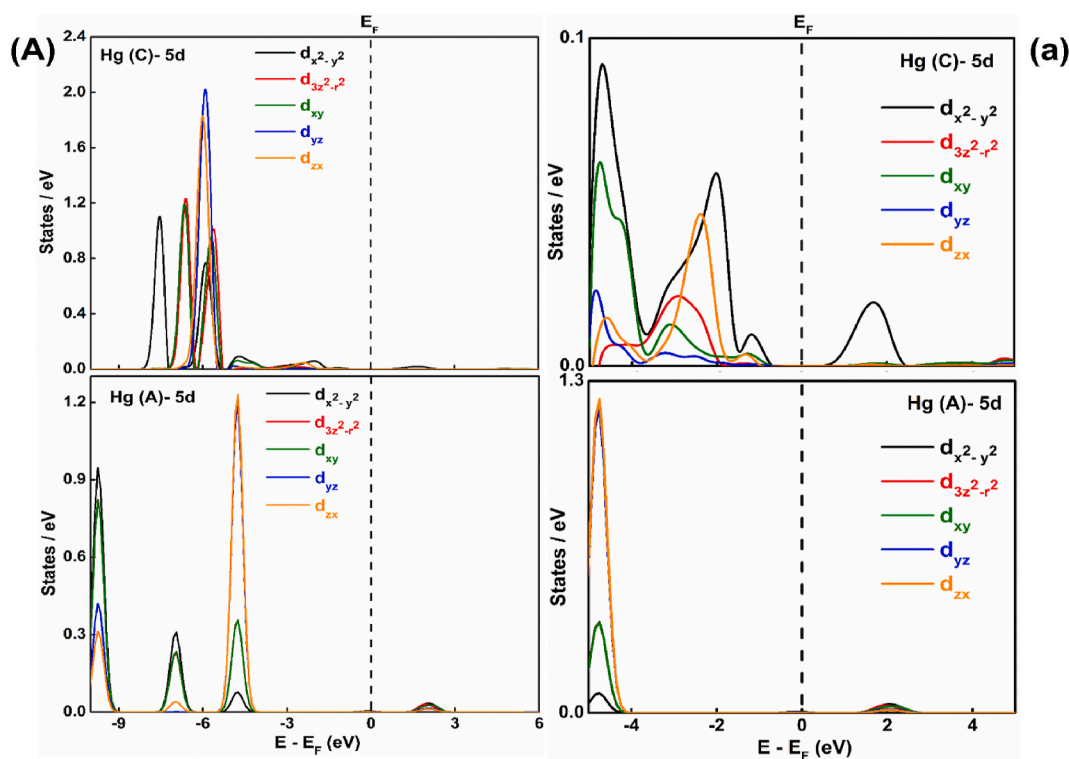 (A)
E_F
2.4
2.0
1.6
1.2
0.8
0.4
0.0
States / eV
Hg (C)- 5d
d_x²-y²
d_3z²-r²
d_xy
d_yz
d_zx
1.2
0.9
0.6
0.3
0.0
States / eV
Hg (A)- 5d
d_x²-y²
d_3z²-r²
d_xy
d_yz
d_zx
-9 -6 -3 0 3 6
E - E_F (eV)
(a)
E_F
0.1
0.0
States / eV
Hg (C)- 5d
d_x²-y²
d_3z²-r²
d_xy
d_yz
d_zx
1.3
0.0
States / eV
Hg (A)- 5d
d_x²-y²
d_3z²-r²
d_xy
d_yz
d_zx
-4 -2 0 2 4
E - E_F (eV)